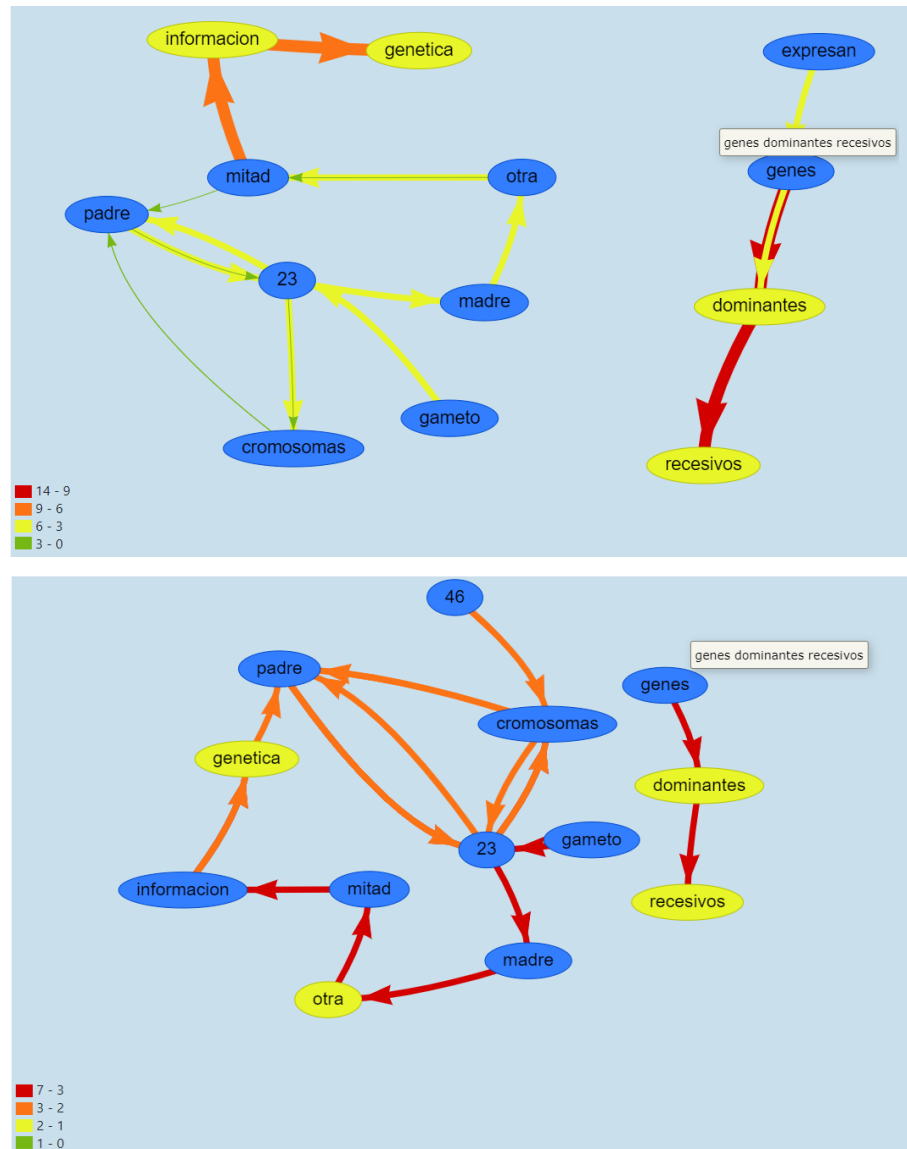 informacion
genetica
expresan
genes dominantes recesivos
genes
mitad
otra
padre
23
madre
dominantes
gameto
cromosomas
recesivos
14 - 9
9 - 6
6 - 3
3 - 0
46
padre
genes dominantes recesivos
genes
cromosomas
genetica
dominantes
gameto
23
informacion
mitad
recesivos
madre
otra
7 - 3
3 - 2
2 - 1
1 - 0